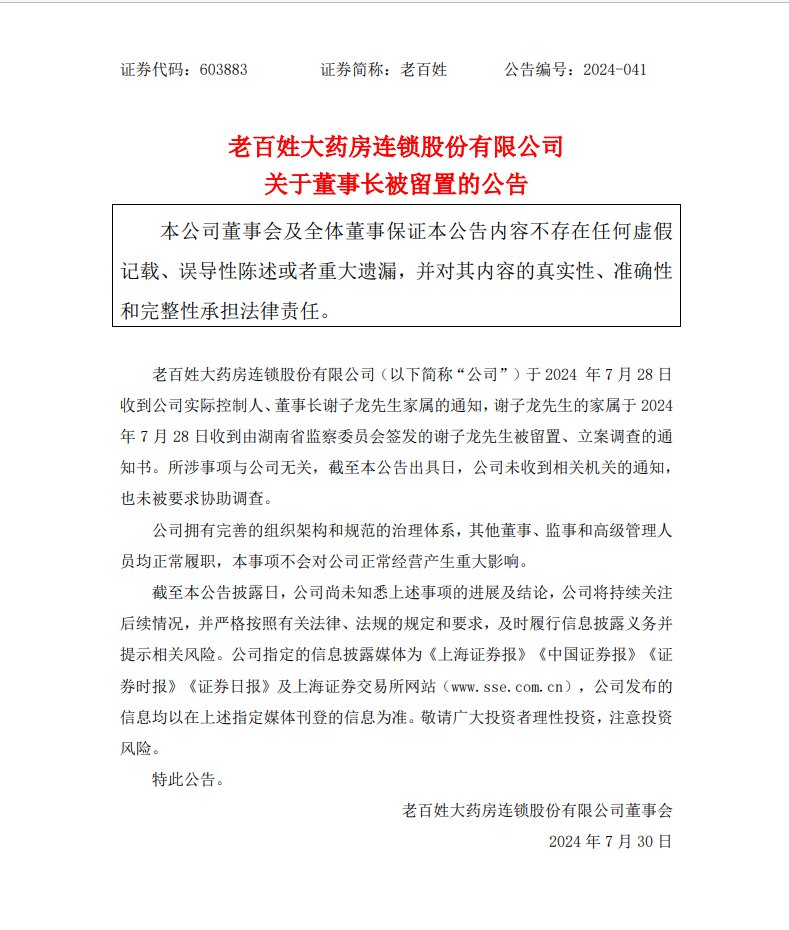 证券代码：603883 证券简称：老百姓 公告编号：2024-041
老百姓大药房连锁股份有限公司
关于董事长被留置的公告
本公司董事会及全体董事保证本公告内容不存在任何虚假
记载、误导性陈述或者重大遗漏，并对其内容的真实性、准确性
和完整性承担法律责任。
老百姓大药房连锁股份有限公司（以下简称“公司”）于 2024 年 7 月 28 日
收到公司实际控制人、董事长谢子龙先生家属的通知，谢子龙先生的家属于 2024
年 7 月 28 日收到由湖南省监察委员会签发的谢子龙先生被留置、立案调查的通
知书。所涉事项与公司无关，截至本公告出具日，公司未收到相关机关的通知，
也未被要求协助调查。
公司拥有完善的组织架构和规范的治理体系，其他董事、监事和高级管理人
员均正常履职，本事项不会对公司正常经营产生重大影响。
截至本公告披露日，公司尚未知悉上述事项的进展及结论，公司将持续关注
后续情况，并严格按照有关法律、法规的规定和要求，及时履行信息披露义务并
提示相关风险。公司指定的信息披露媒体为《上海证券报》《中国证券报》《证
券时报》《证券日报》及上海证券交易所网站（www.sse.com.cn），公司发布的
信息均以在上述指定媒体刊登的信息为准。敬请广大投资者理性投资，注意投资
风险。
特此公告。
老百姓大药房连锁股份有限公司董事会
2024 年 7 月 30 日